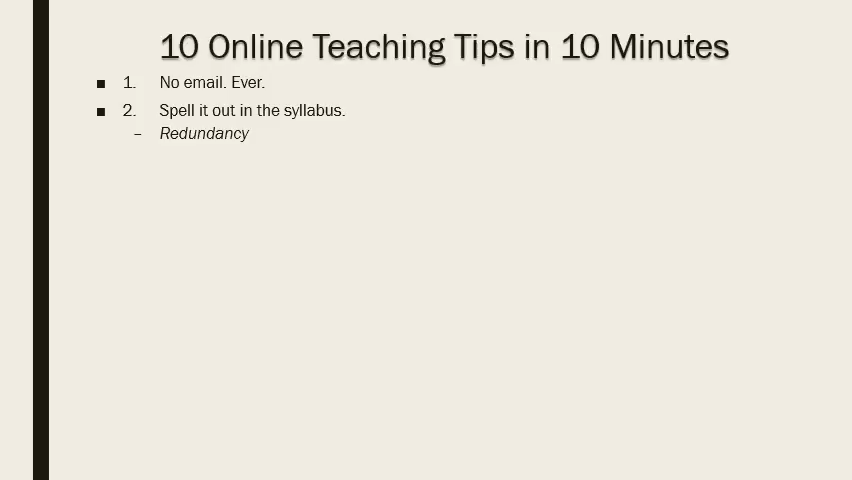 10 Online Teaching Tips in 10 Minutes
■ 1. No email. Ever.
■ 2. Spell it out in the syllabus.
– Redundancy